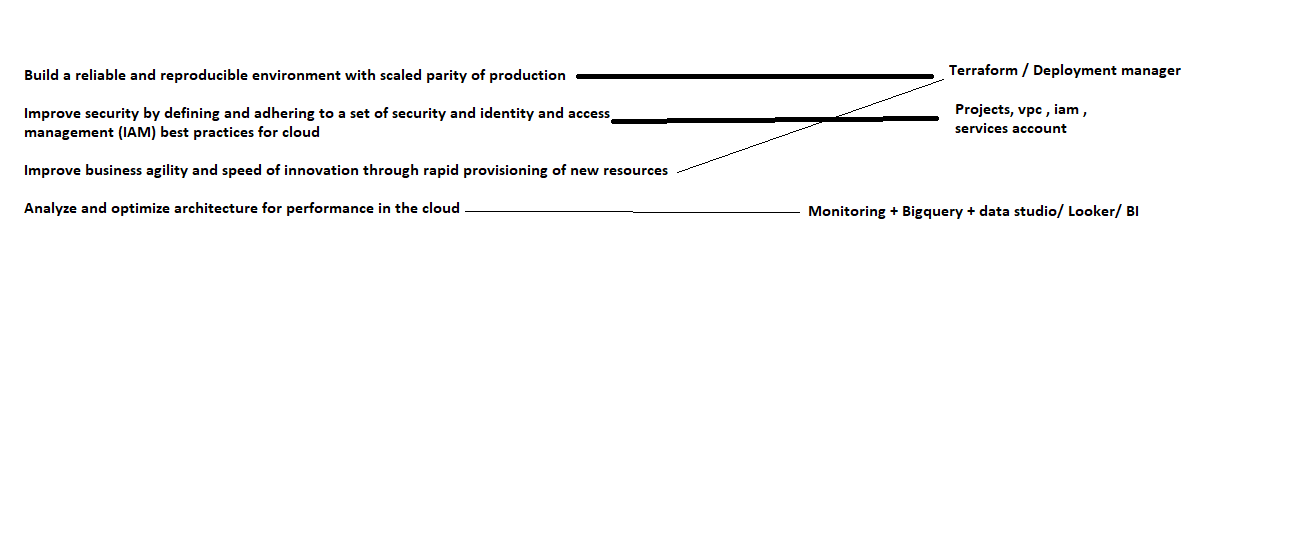 Build a reliable and reproducible environment with scaled parity of production
Terraform / Deployment manager
Improve security by defining and adhering to a set of security and identity and access
management (IAM) best practices for cloud
Projects, vpc , iam ,
services account
Improve business agility and speed of innovation through rapid provisioning of new resources
Analyze and optimize architecture for performance in the cloud
Monitoring + Bigquery + data studio/ Looker/ BI